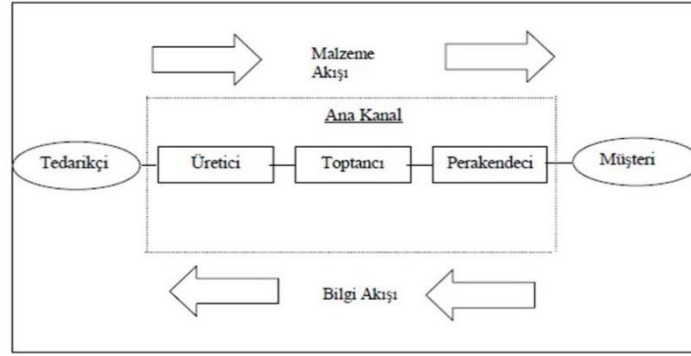 Malzeme
Akışı
Ana Kanal
Tedarikçi
Üretici
Toptancı
Perakendeci
Müşteri
Bilgi Akışı